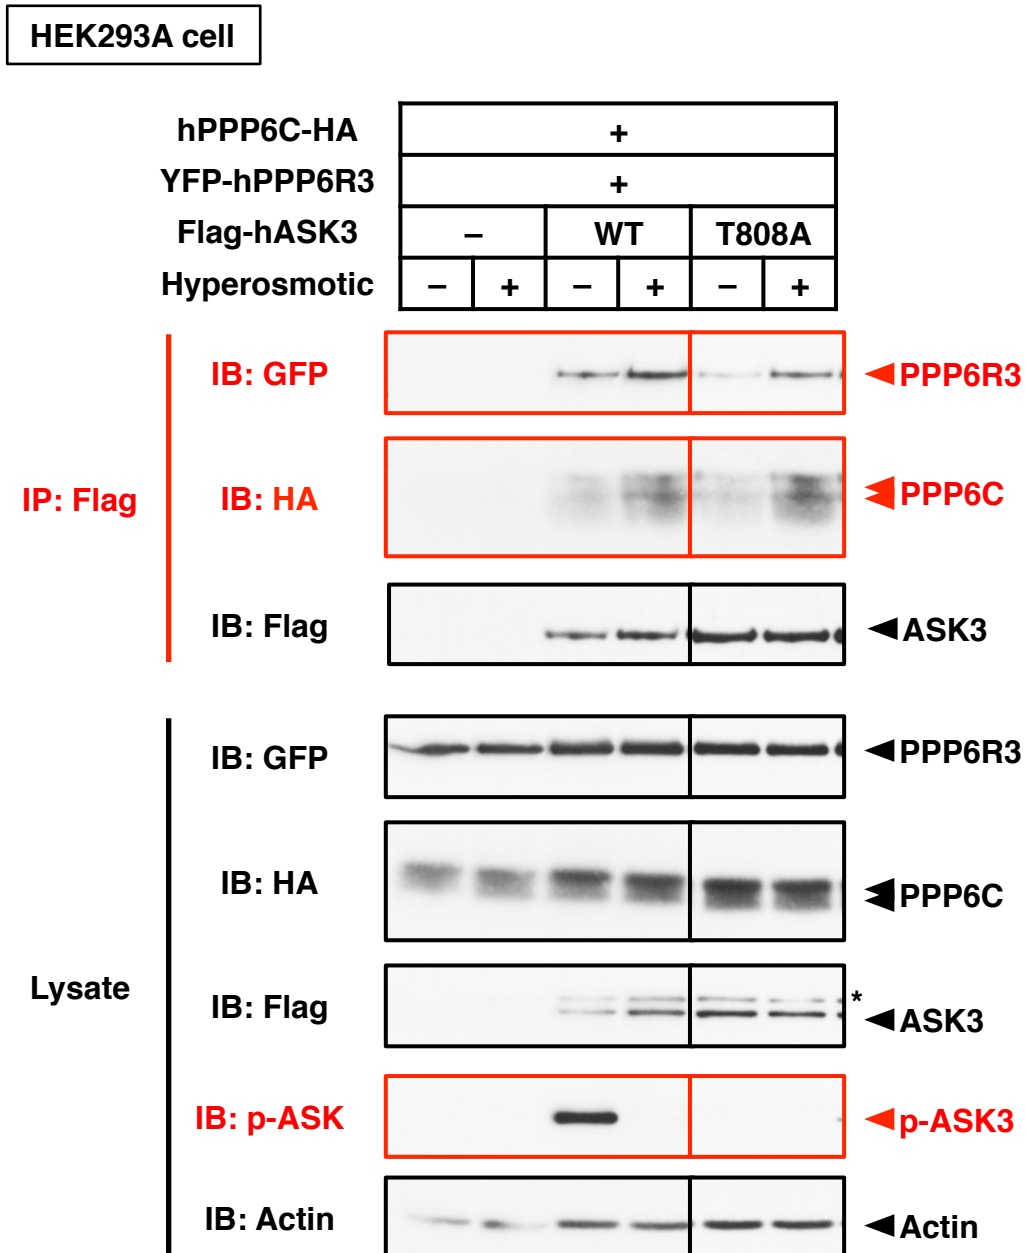 HEK293A cell
hPPP6C-HA +
YFP-hPPP6R3 +
Flag-hASK3 – WT T808A
Hyperosmotic – + – + – +
IB: GFP PPP6R3
IP: Flag IB: HA PPP6C
IB: Flag ASK3
IB: GFP PPP6R3
IB: HA PPP6C
Lysate IB: Flag * ASK3
IB: p-ASK p-ASK3
IB: Actin Actin